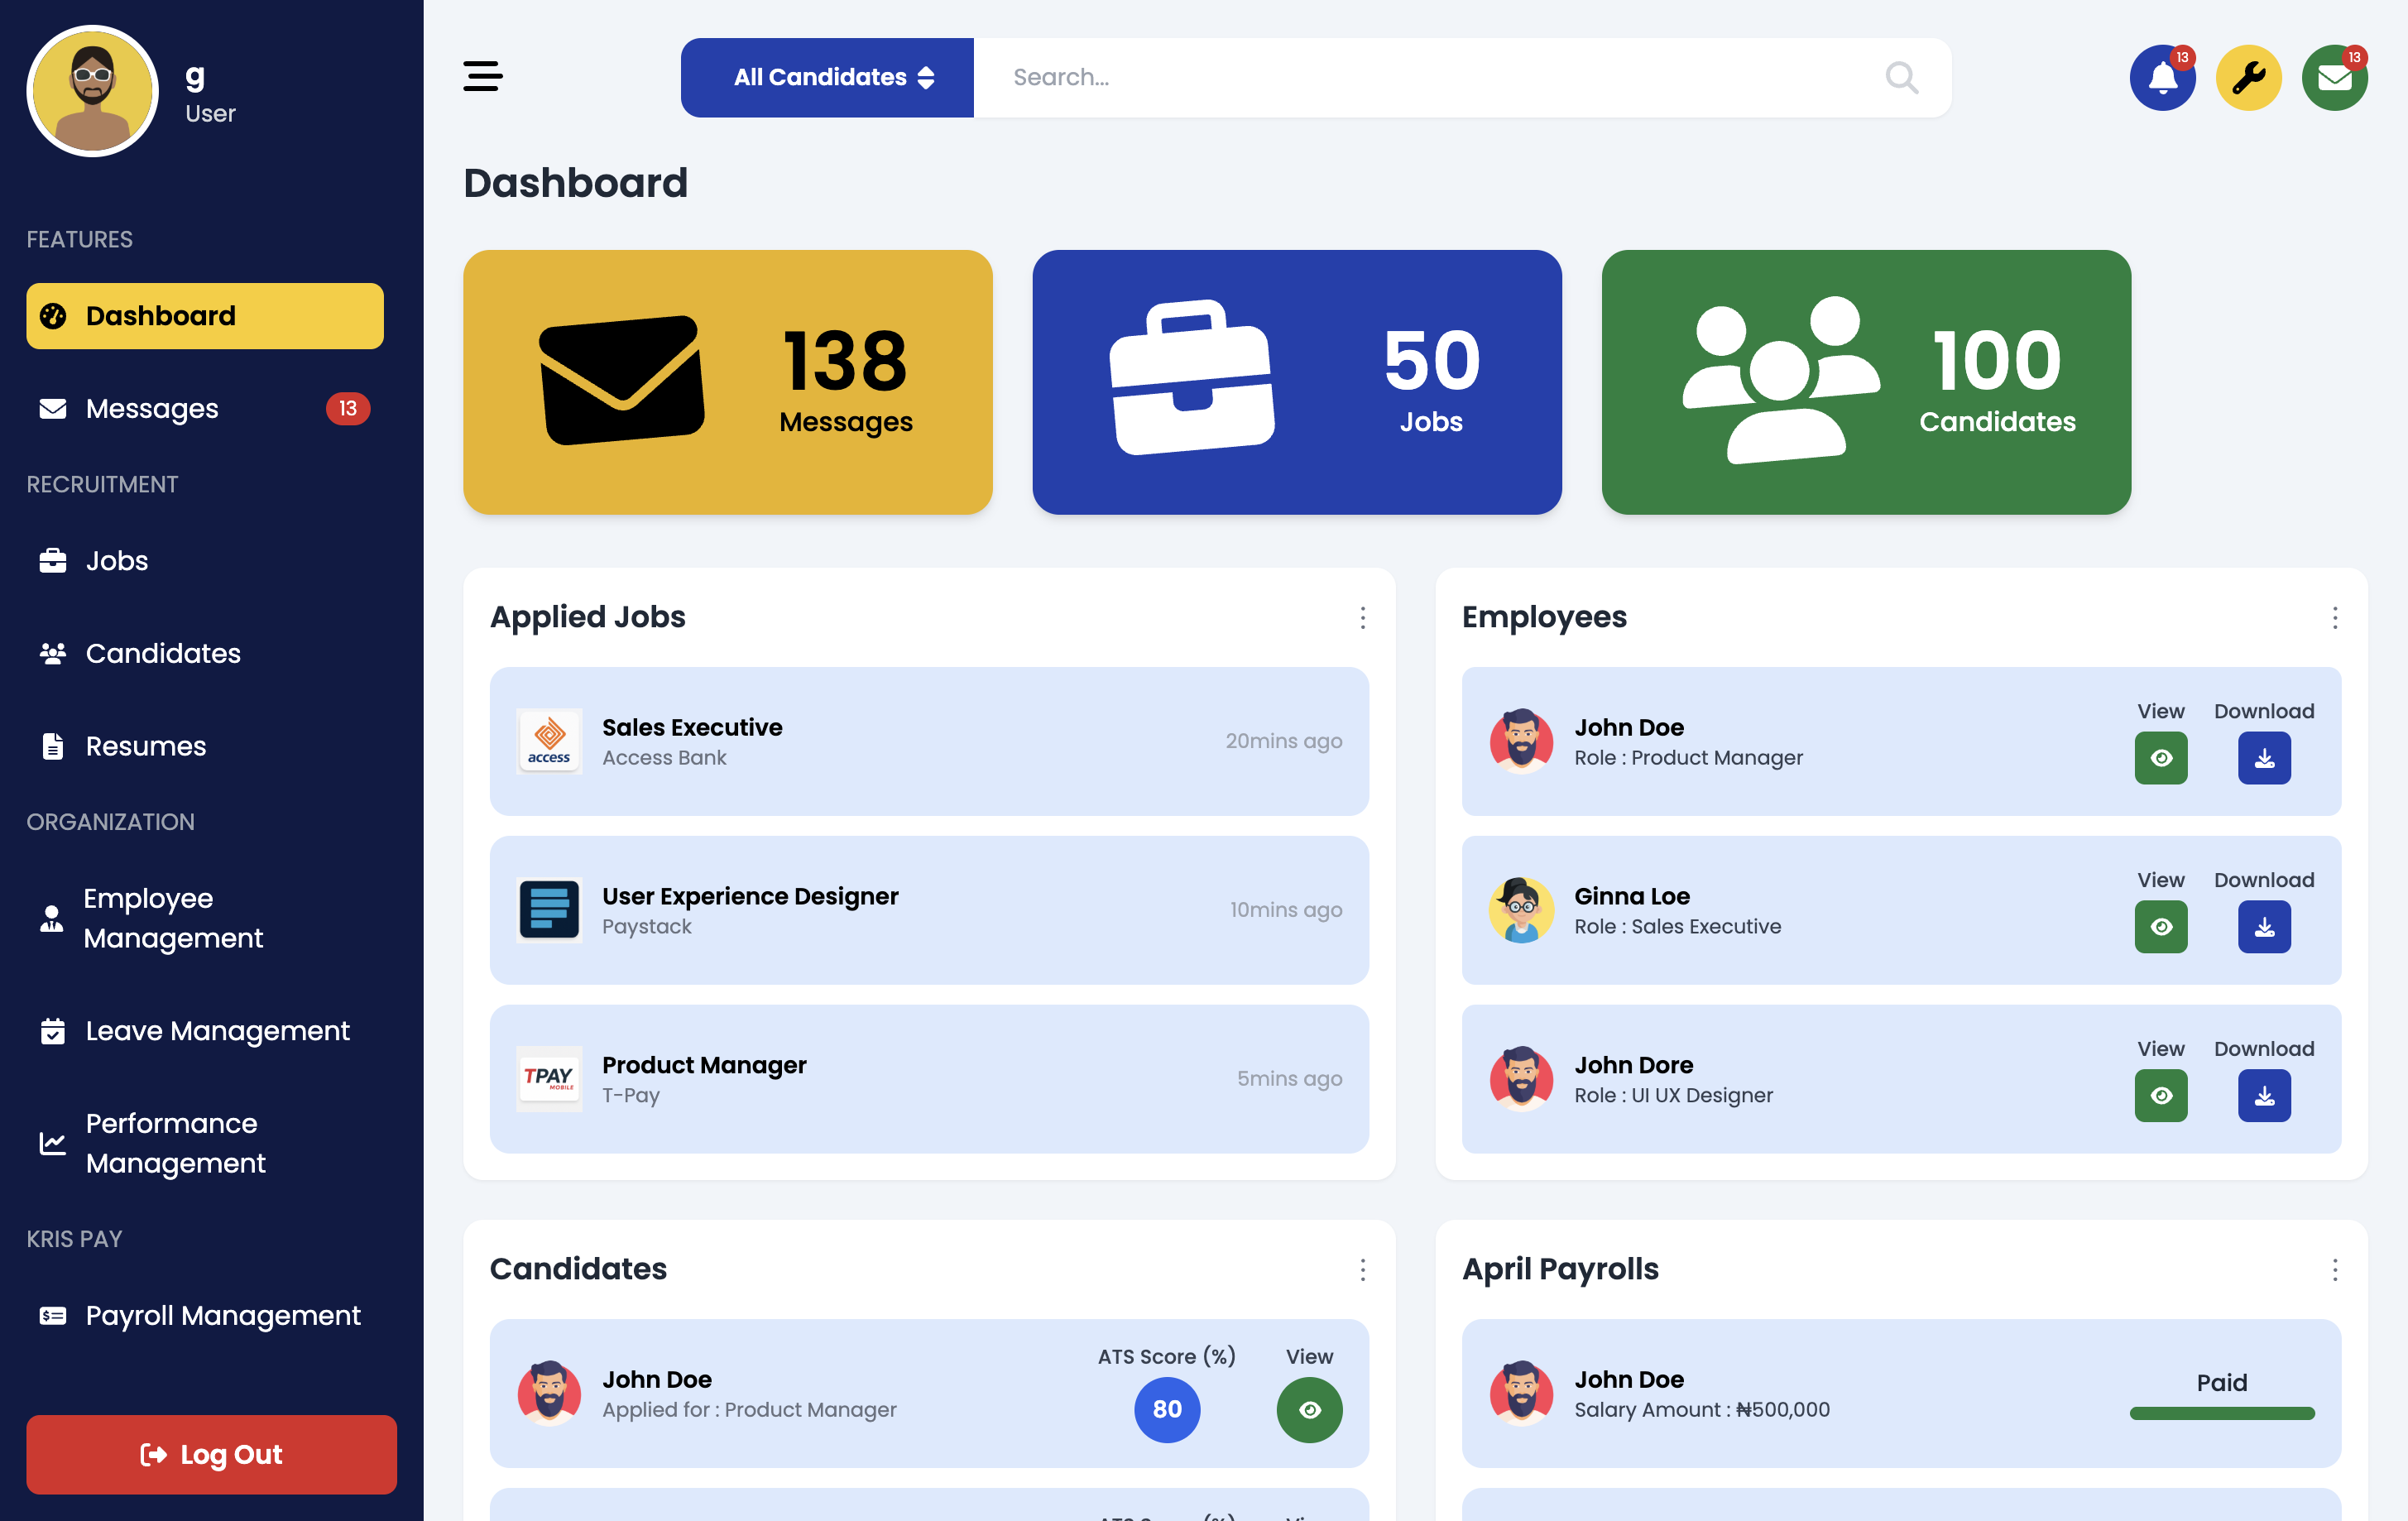 g
User
FEATURES
Dashboard
Messages 13
RECRUITMENT
Jobs
Candidates
Resumes
ORGANIZATION
Employee
Management
Leave Management
Performance
Management
KRIS PAY
Payroll Management
Log Out
All Candidates Search... 13 13
Dashboard
138
Messages
50
Jobs
100
Candidates
Applied Jobs
access
Sales Executive
Access Bank
20mins ago
User Experience Designer
Paystack
10mins ago
TPAY
MOBILE
Product Manager
T-Pay
5mins ago
Employees
John Doe
Role : Product Manager
View Download
Ginna Loe
Role : Sales Executive
View Download
John Dore
Role : UI UX Designer
View Download
Candidates
John Doe
Applied for : Product Manager
ATS Score (%) View
80
April Payrolls
John Doe
Salary Amount : ₦500,000
Paid